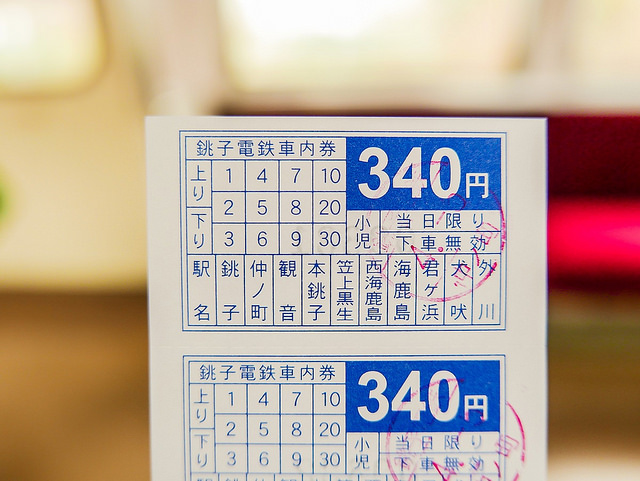 銚子電鉄車内券
340円
上り 1 4 7 10
2 5 8 20
下り 3 6 9 30
小児 当日限り
下車無効
駅名 銚子 仲ノ町 観音 本銚子 笠上黒生 西海鹿島 海鹿島 君ヶ浜 犬吠 外川
銚子電鉄車内券
340円
上り 1 4 7 10
2 5 8 20
下り 3 6 9 30
小児 当日限り
下車無効